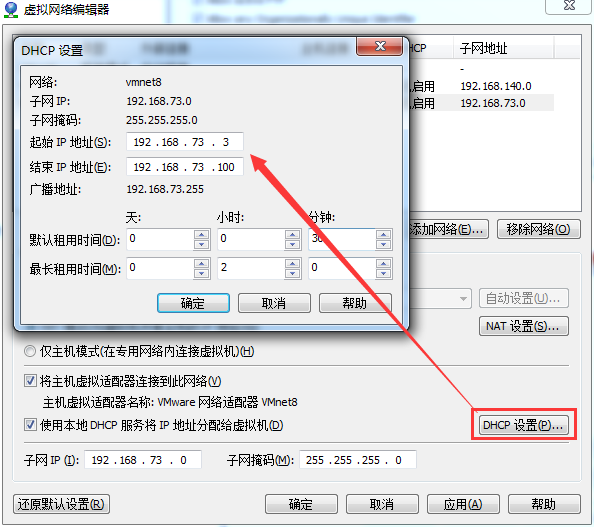 虚拟网络编辑器
DHCP 设置
网络: vmnet8
子网 IP: 192.168.73.0
子网掩码: 255.255.255.0
起始 IP 地址(S): 192 . 168 . 73 . 3
结束 IP 地址(E): 192 . 168 . 73 . 100
广播地址: 192.168.73.255
天: 小时: 分钟:
默认租用时间(D): 0 0
最长租用时间(M): 0 2 0
确定 取消 帮助
子网地址
-
启用 192.168.140.0
启用 192.168.73.0
添加网络(E)... 移除网络(O)
自动设置(U)...
NAT 设置(S)...
仅主机模式(在专用网络内连接虚拟机)(H)
将主机虚拟适配器连接到此网络(V)
主机虚拟适配器名称: VMware 网络适配器 VMnet8
使用本地 DHCP 服务将 IP 地址分配给虚拟机(D)
DHCP 设置(P)...
子网 IP (I): 192 . 168 . 73 . 0 子网掩码(M): 255 . 255 . 255 . 0
还原默认设置(R) 确定 取消 应用(A) 帮助